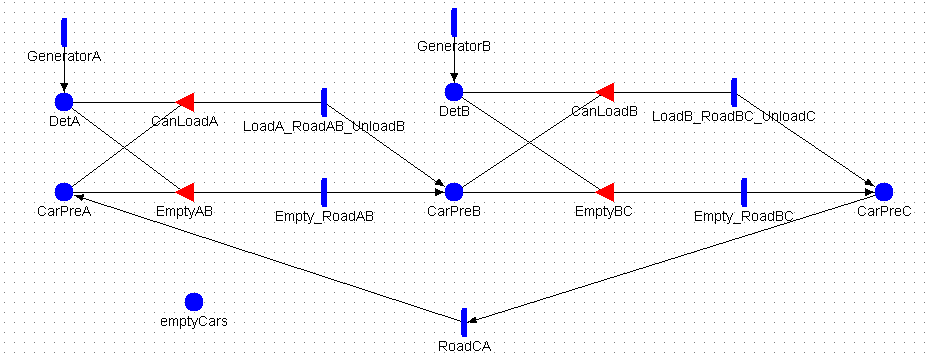 GeneratorA
GeneratorB
DetA
CanLoadA
LoadA_RoadAB_UnloadB
DetB
CanLoadB
LoadB_RoadBC_UnloadC
CarPreA
EmptyAB
Empty_RoadAB
CarPreB
EmptyBC
Empty_RoadBC
CarPreC
emptyCars
RoadCA